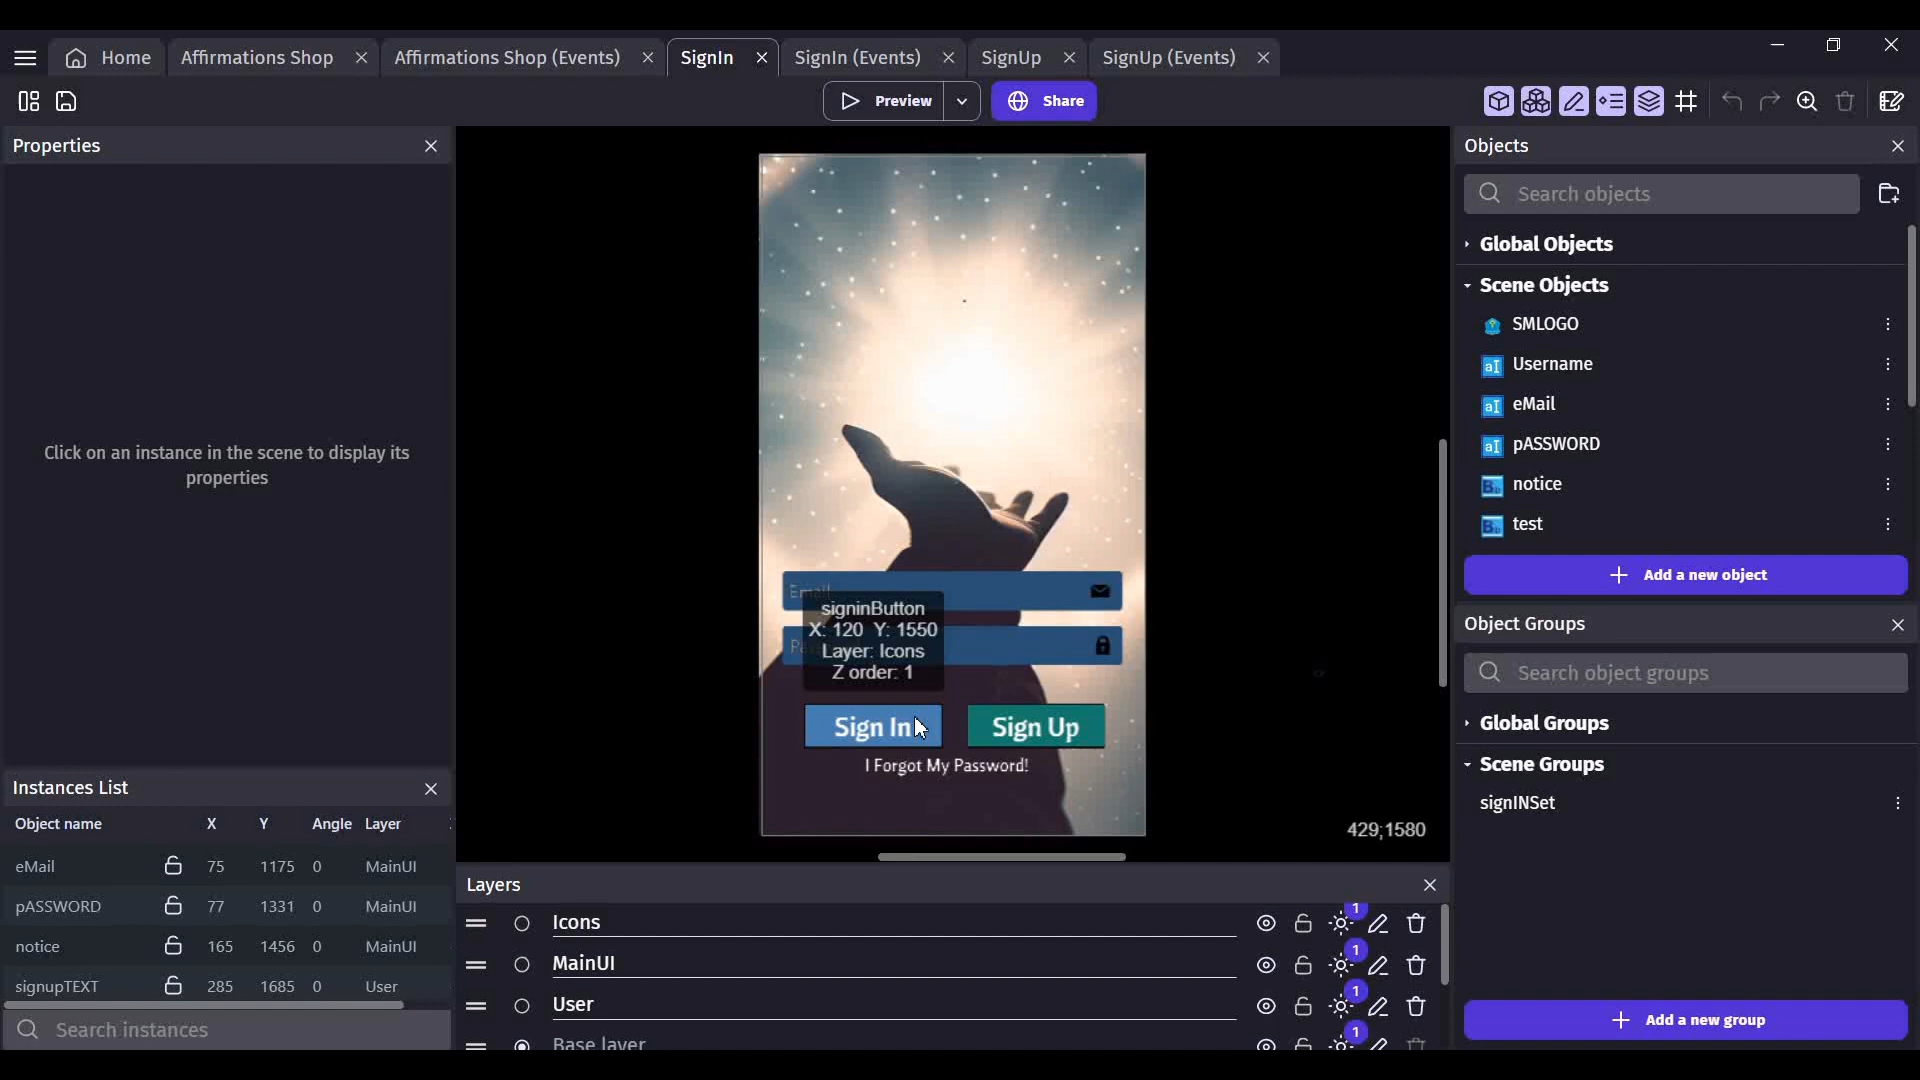 Home
Affirmations Shop
Affirmations Shop (Events)
SignIn
SignIn (Events)
SignUp
SignUp (Events)
Preview
Share
Properties
Click on an instance in the scene to display its
properties
Instances List
Object name X Y Angle Layer
eMail 75 1175 0 MainUI
pASSWORD 77 1331 0 MainUI
notice 165 1456 0 MainUI
signupTEXT 285 1685 0 User
Search instances
Email
signinButton
X: 120 Y: 1550
Layer: Icons
Z order: 1
Sign In
Sign Up
I Forgot My Password!
429;1580
Layers
Icons 1
MainUI 1
User 1
Base layer 1
Objects
Search objects
Global Objects
Scene Objects
SMLOGO
Username
eMail
pASSWORD
notice
test
Add a new object
Object Groups
Search object groups
Global Groups
Scene Groups
signINSet
Add a new group